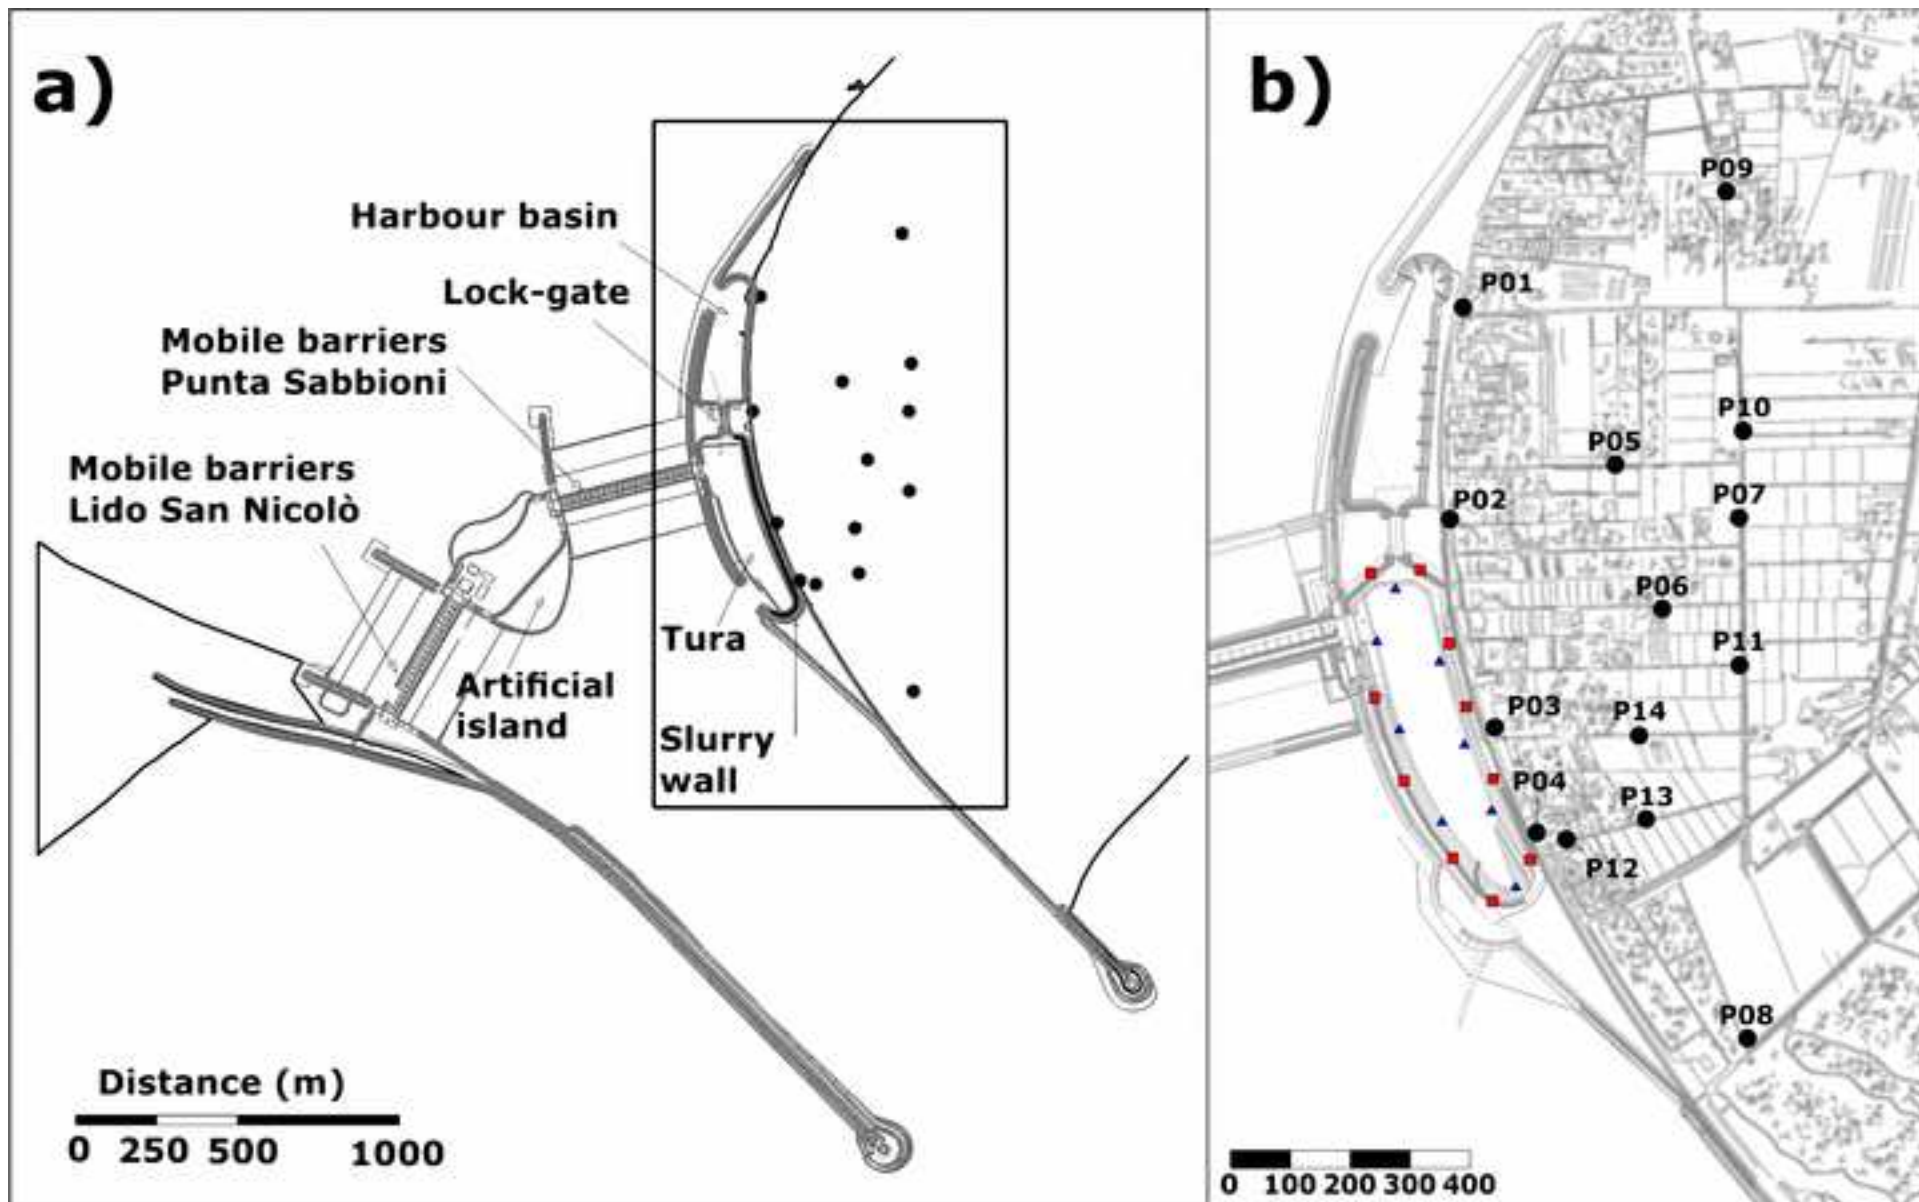 a)
Harbour basin
Lock-gate
Mobile barriers
Punta Sabbioni
Mobile barriers
Lido San Nicolò
Tura
Artificial
island
Slurry
wall
Distance (m)
0 250 500 1000
b)
P09
P01
P10
P05
P02
P07
P06
P11
P03
P14
P04
P13
P12
P08
0 100 200 300 400